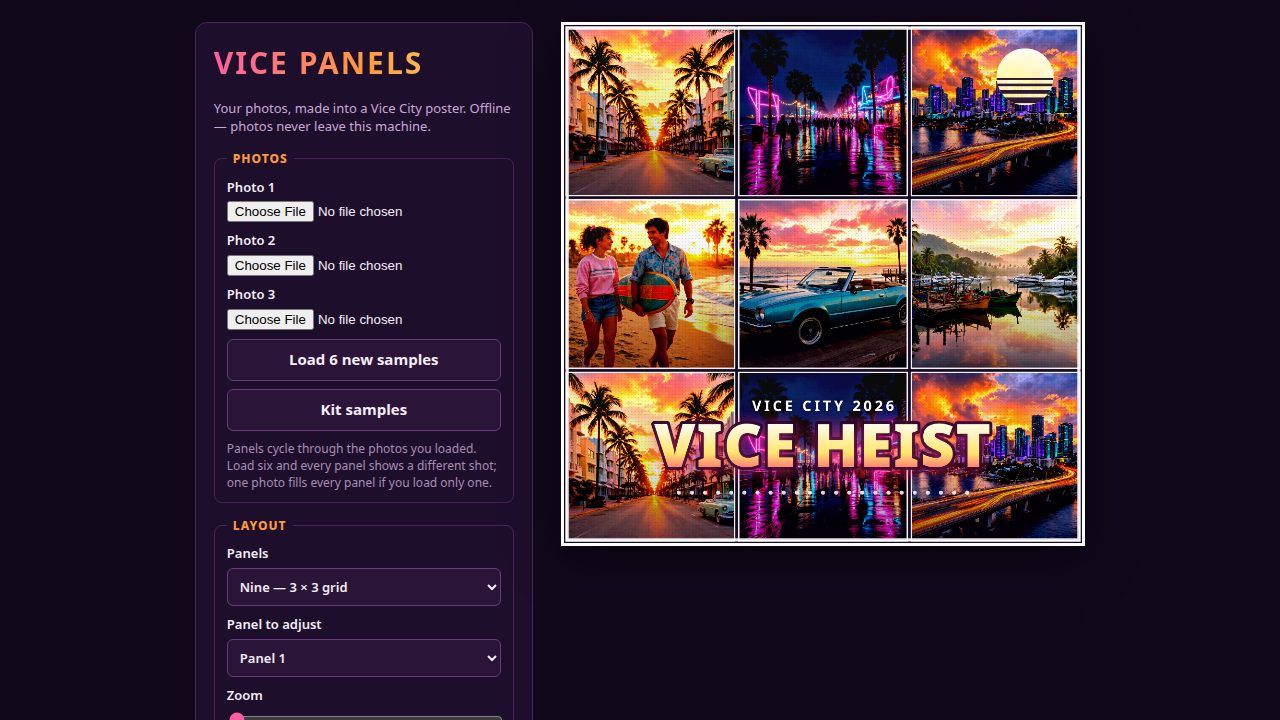 VICE PANELS
Your photos, made into a Vice City poster. Offline
— photos never leave this machine.
PHOTOS
Photo 1
Choose File No file chosen
Photo 2
Choose File No file chosen
Photo 3
Choose File No file chosen
Load 6 new samples
Kit samples
Panels cycle through the photos you loaded.
Load six and every panel shows a different shot;
one photo fills every panel if you load only one.
LAYOUT
Panels
Nine — 3 × 3 grid
Panel to adjust
Panel 1
Zoom
VICE CITY 2026
VICE HEIST